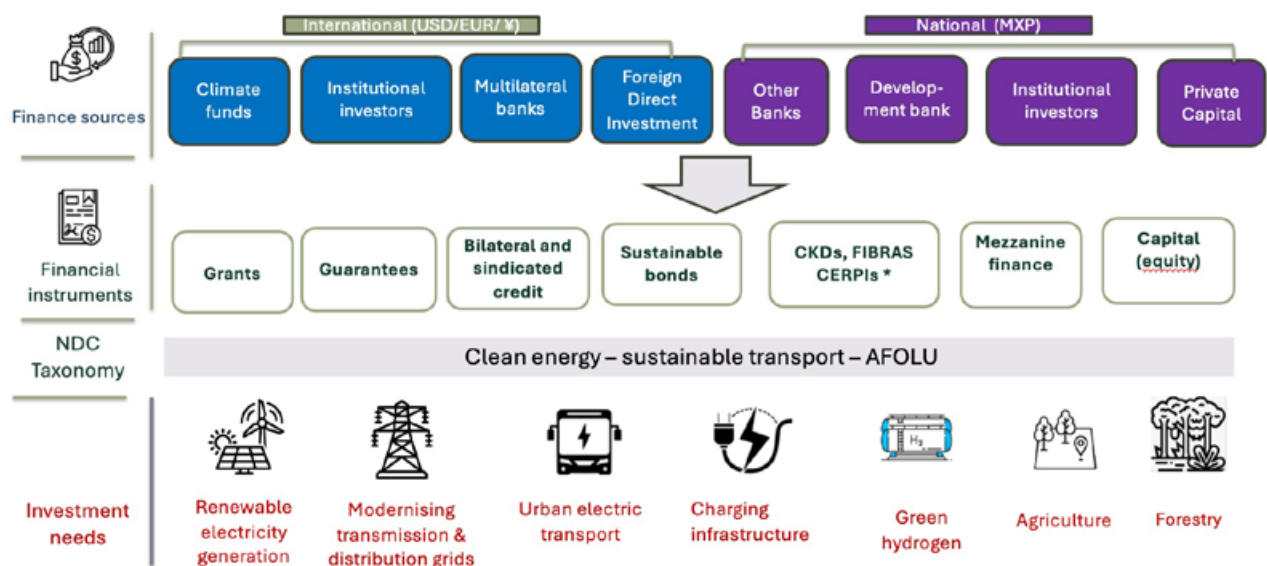 International (USD/EUR/ ¥)
National (MXP)
Finance sources
Climate
funds
Institutional
investors
Multilateral
banks
Foreign
Direct
Investment
Other
Banks
Develop-
ment bank
Institutional
investors
Private
Capital
Financial
instruments
Grants
Guarantees
Bilateral and
sindicated
credit
Sustainable
bonds
CKDs, FIBRAS
CERPIs *
Mezzanine
finance
Capital
(equity)
NDC
Taxonomy
Clean energy – sustainable transport – AFOLU
Investment
needs
H₂
Renewable
electricity
generation
Modernising
transmission &
distribution grids
Urban electric
transport
Charging
infrastructure
Green
hydrogen
Agriculture
Forestry